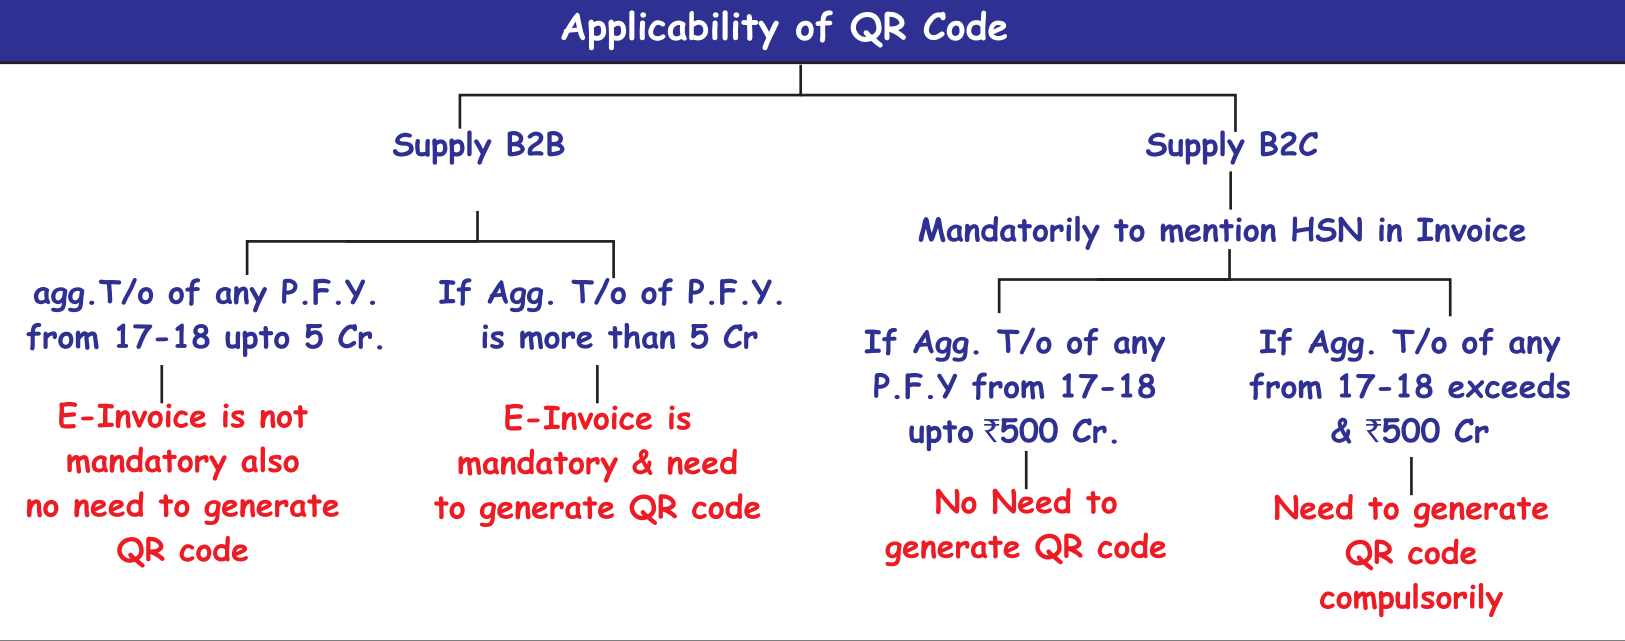 Applicability of QR Code
Supply B2B
agg.T/o of any P.F.Y.
from 17-18 upto 5 Cr.
E-Invoice is not
mandatory also
no need to generate
QR code
If Agg. T/o of P.F.Y.
is more than 5 Cr
E-Invoice is
mandatory & need
to generate QR code
Supply B2C
Mandatorily to mention HSN in Invoice
If Agg. T/o of any
P.F.Y from 17-18
upto ₹500 Cr.
No Need to
generate QR code
If Agg. T/o of any
from 17-18 exceeds
& ₹500 Cr
Need to generate
QR code
compulsorily